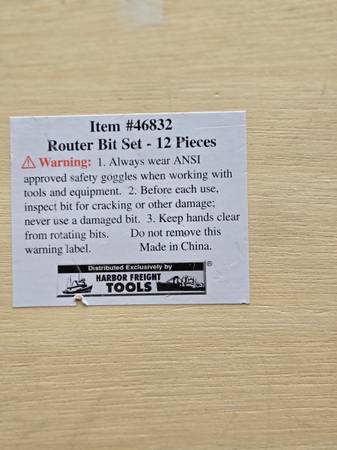 Item #46832
Router Bit Set - 12 Pieces
⚠ Warning: 1. Always wear ANSI
approved safety goggles when working with
tools and equipment. 2. Before each use,
inspect bit for cracking or other damage;
never use a damaged bit. 3. Keep hands clear
from rotating bits. Do not remove this
warning label. Made in China.
Distributed Exclusively by
HARBOR FREIGHT ®
TOOLS